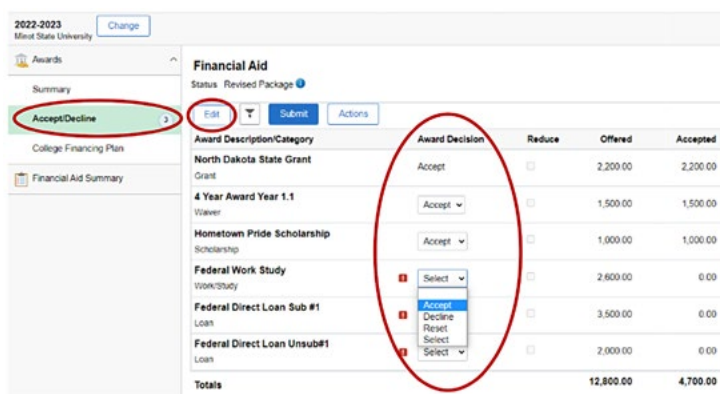 2022-2023
Minot State University
Change
Awards
Summary
Accept/Decline 3
College Financing Plan
Financial Aid Summary
Financial Aid
Status Revised Package
Edit Submit Actions
Award Description/Category Award Decision Reduce Offered Accepted
North Dakota State Grant
Grant
Accept 2,200.00 2,200.00
4 Year Award Year 1.1
Waiver
Accept 1,500.00 1,500.00
Hometown Pride Scholarship
Scholarship
Accept 1,000.00 1,000.00
Federal Work Study
Work/Study
Select 2,600.00 0.00
Accept
Decline
Reset
Select
Federal Direct Loan Sub #1
Loan
3,500.00 0.00
Federal Direct Loan Unsub#1
Loan
Select 2,000.00 0.00
Totals 12,800.00 4,700.00